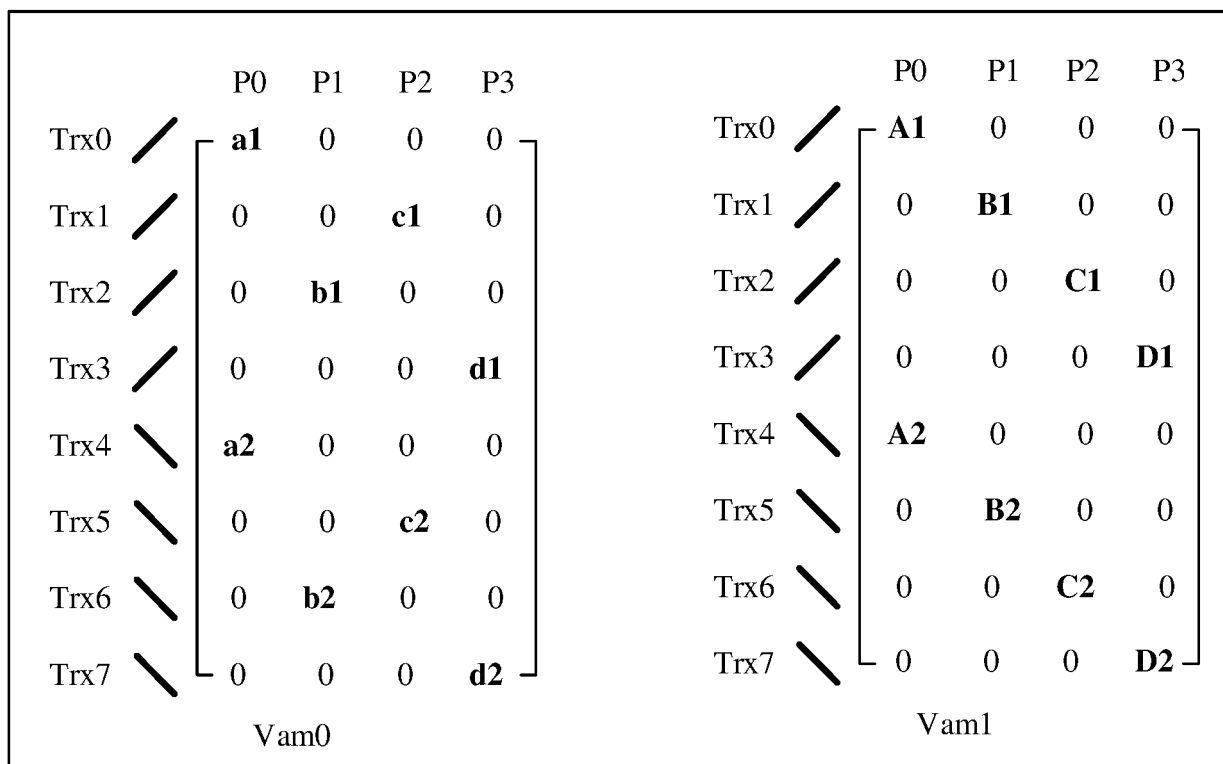 P0 P1 P2 P3
Trx0 a1 0 0 0
Trx1 0 0 c1 0
Trx2 0 b1 0 0
Trx3 0 0 0 d1
Trx4 a2 0 0 0
Trx5 0 0 c2 0
Trx6 0 b2 0 0
Trx7 0 0 0 d2
Vam0
P0 P1 P2 P3
Trx0 A1 0 0 0
Trx1 0 B1 0 0
Trx2 0 0 C1 0
Trx3 0 0 0 D1
Trx4 A2 0 0 0
Trx5 0 B2 0 0
Trx6 0 0 C2 0
Trx7 0 0 0 D2
Vam1